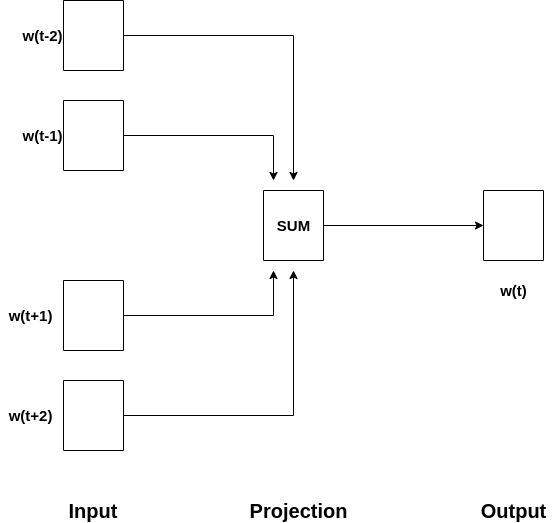 w(t-2)
w(t-1)
SUM
w(t)
w(t+1)
w(t+2)
Input
Projection
Output